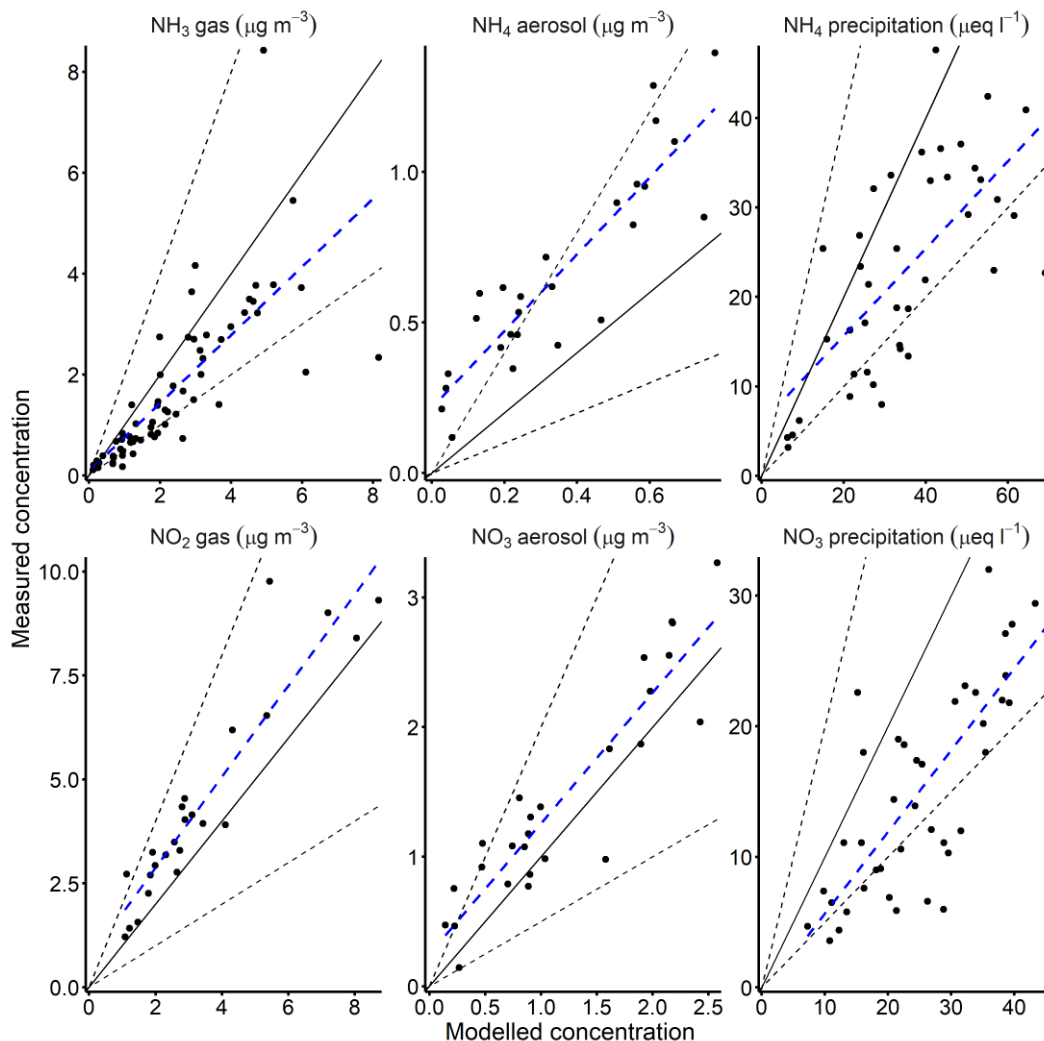 NH₃ gas (μg m⁻³)
NH₄ aerosol (μg m⁻³)
NH₄ precipitation (μeq l⁻¹)
8
6
4
2
0
0 2 4 6 8
1.0
0.5
0.0
0.0 0.2 0.4 0.6
40
30
20
10
0
0 20 40 60
Measured concentration
NO₂ gas (μg m⁻³)
NO₃ aerosol (μg m⁻³)
NO₃ precipitation (μeq l⁻¹)
10.0
7.5
5.0
2.5
0.0
0 2 4 6 8
3
2
1
0
0.0 0.5 1.0 1.5 2.0 2.5
30
20
10
0
0 10 20 30 40
Modelled concentration